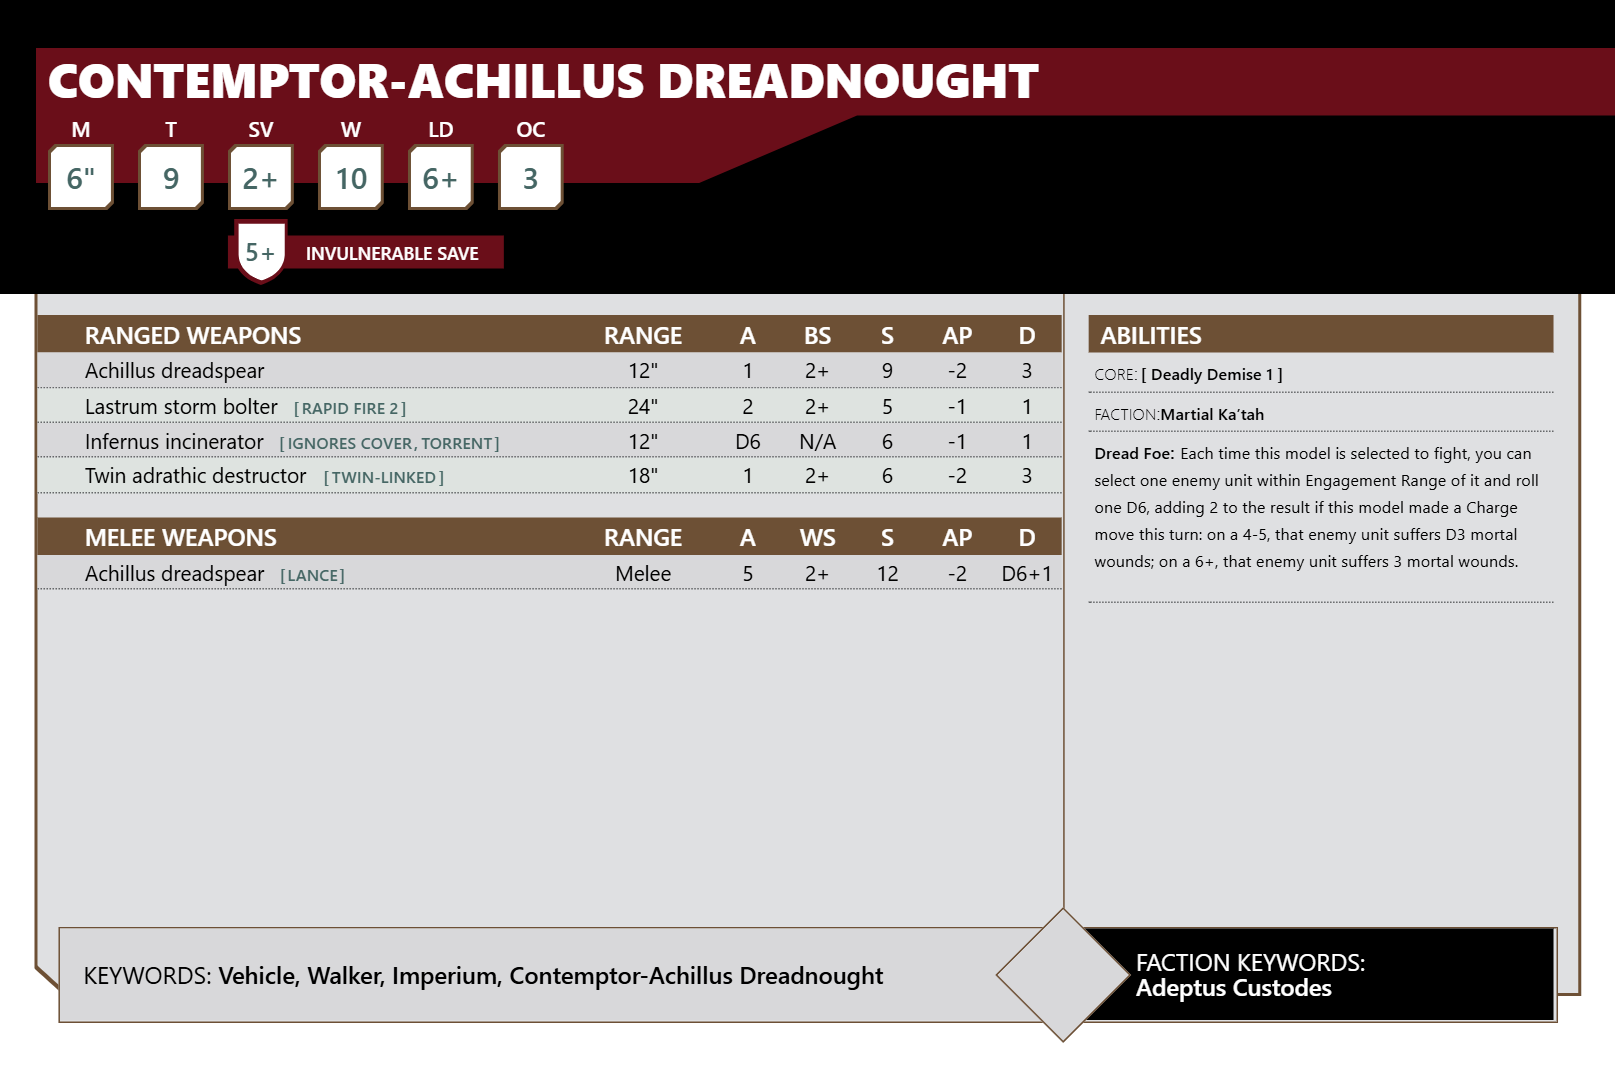 CONTEMPTOR-ACHILLUS DREADNOUGHT
M T SV W LD OC
6" 9 2+ 10 6+ 3
5+ INVULNERABLE SAVE
RANGED WEAPONS RANGE A BS S AP D
Achillus dreadspear 12" 1 2+ 9 -2 3
Lastrum storm bolter [RAPID FIRE 2] 24" 2 2+ 5 -1 1
Infernus incinerator [IGNORES COVER, TORRENT] 12" D6 N/A 6 -1 1
Twin adrathic destructor [TWIN-LINKED] 18" 1 2+ 6 -2 3
MELEE WEAPONS RANGE A WS S AP D
Achillus dreadspear [LANCE] Melee 5 2+ 12 -2 D6+1
ABILITIES
CORE: [ Deadly Demise 1 ]
FACTION:Martial Ka’tah
Dread Foe: Each time this model is selected to fight, you can
select one enemy unit within Engagement Range of it and roll
one D6, adding 2 to the result if this model made a Charge
move this turn: on a 4-5, that enemy unit suffers D3 mortal
wounds; on a 6+, that enemy unit suffers 3 mortal wounds.
KEYWORDS: Vehicle, Walker, Imperium, Contemptor-Achillus Dreadnought
FACTION KEYWORDS:
Adeptus Custodes